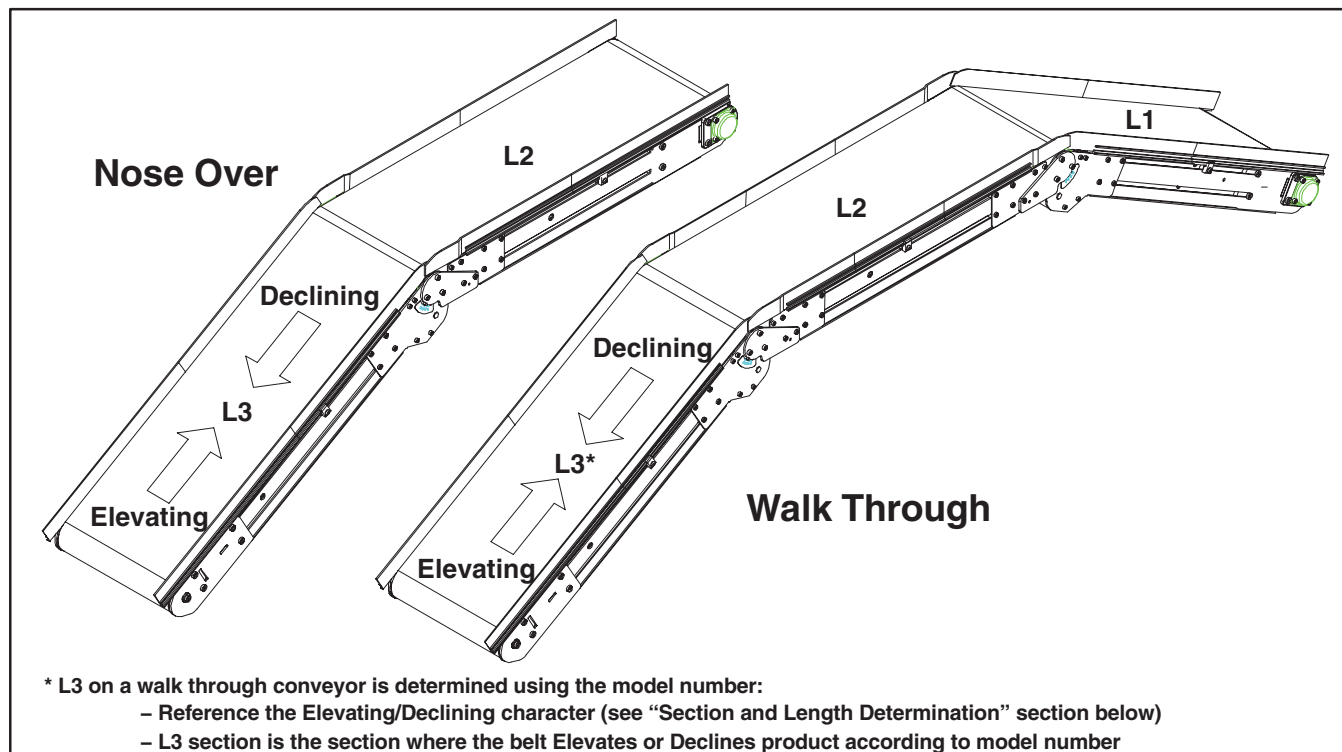 Nose Over
L2
Declining
L3
Elevating
L1
L2
Declining
L3*
Elevating
Walk Through
* L3 on a walk through conveyor is determined using the model number:
– Reference the Elevating/Declining character (see “Section and Length Determination” section below)
– L3 section is the section where the belt Elevates or Declines product according to model number